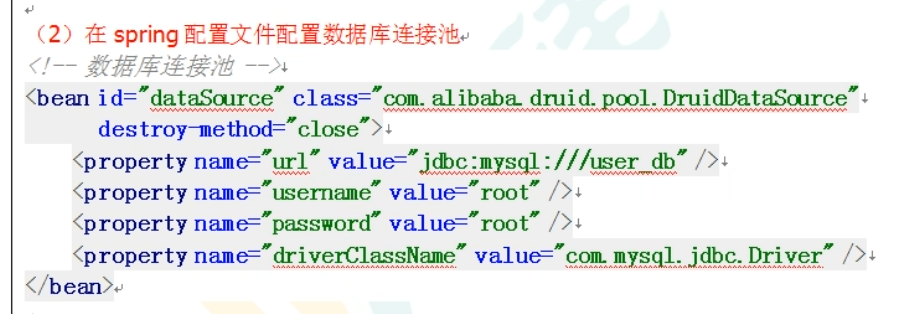 (2)在 spring 配置文件配置数据库连接池
<!-- 数据库连接池 -->
<bean id="dataSource" class="com.alibaba.druid.pool.DruidDataSource"
destroy-method="close">
<property name="url" value="jdbc:mysql:///user_db" />
<property name="username" value="root" />
<property name="password" value="root" />
<property name="driverClassName" value="com.mysql.jdbc.Driver" />
</bean>